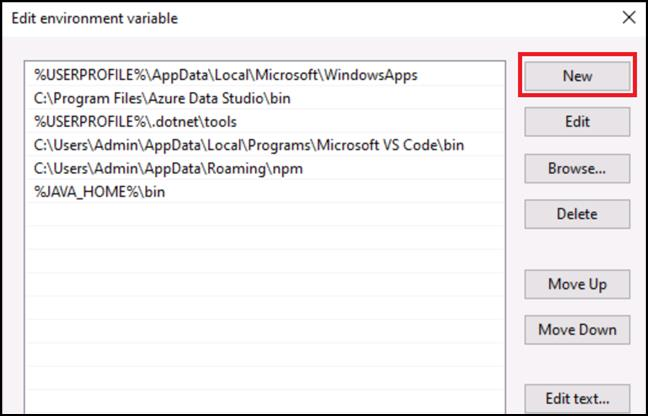 Edit environment variable
%USERPROFILE%\AppData\Local\Microsoft\WindowsApps
C:\Program Files\Azure Data Studio\bin
%USERPROFILE%\.dotnet\tools
C:\Users\Admin\AppData\Local\Programs\Microsoft VS Code\bin
C:\Users\Admin\AppData\Roaming\npm
%JAVA_HOME%\bin
New
Edit
Browse...
Delete
Move Up
Move Down
Edit text...